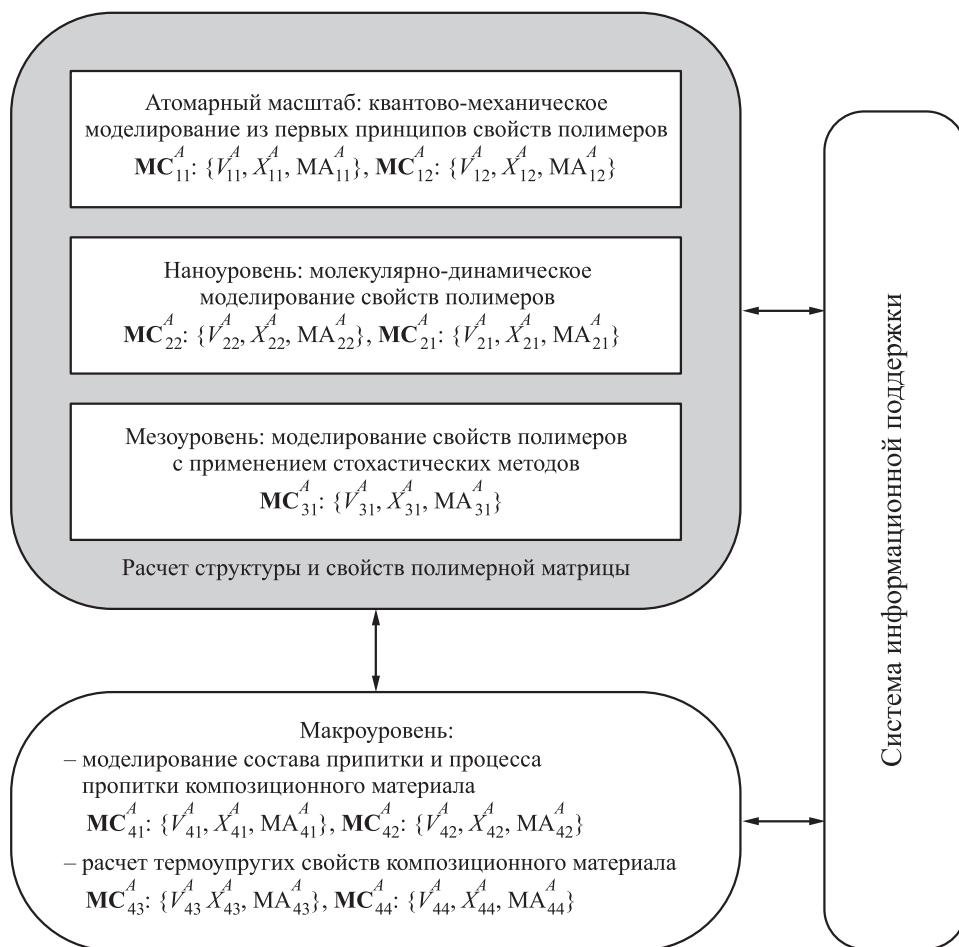 Атомарный масштаб: квантово-механическое
моделирование из первых принципов свойств полимеров
MC^A_11: {V^A_11, X^A_11, MA^A_11}, MC^A_12: {V^A_12, X^A_12, MA^A_12}
Наноуровень: молекулярно-динамическое
моделирование свойств полимеров
MC^A_22: {V^A_22, X^A_22, MA^A_22}, MC^A_21: {V^A_21, X^A_21, MA^A_21}
Мезоуровень: моделирование свойств полимеров
с применением стохастических методов
MC^A_31: {V^A_31, X^A_31, MA^A_31}
Расчет структуры и свойств полимерной матрицы
Макроуровень:
– моделирование состава припитки и процесса
пропитки композиционного материала
MC^A_41: {V^A_41, X^A_41, MA^A_41}, MC^A_42: {V^A_42, X^A_42, MA^A_42}
– расчет термоупругих свойств композиционного материала
MC^A_43: {V^A_43 X^A_43, MA^A_43}, MC^A_44: {V^A_44, X^A_44, MA^A_44}
Система информационной поддержки